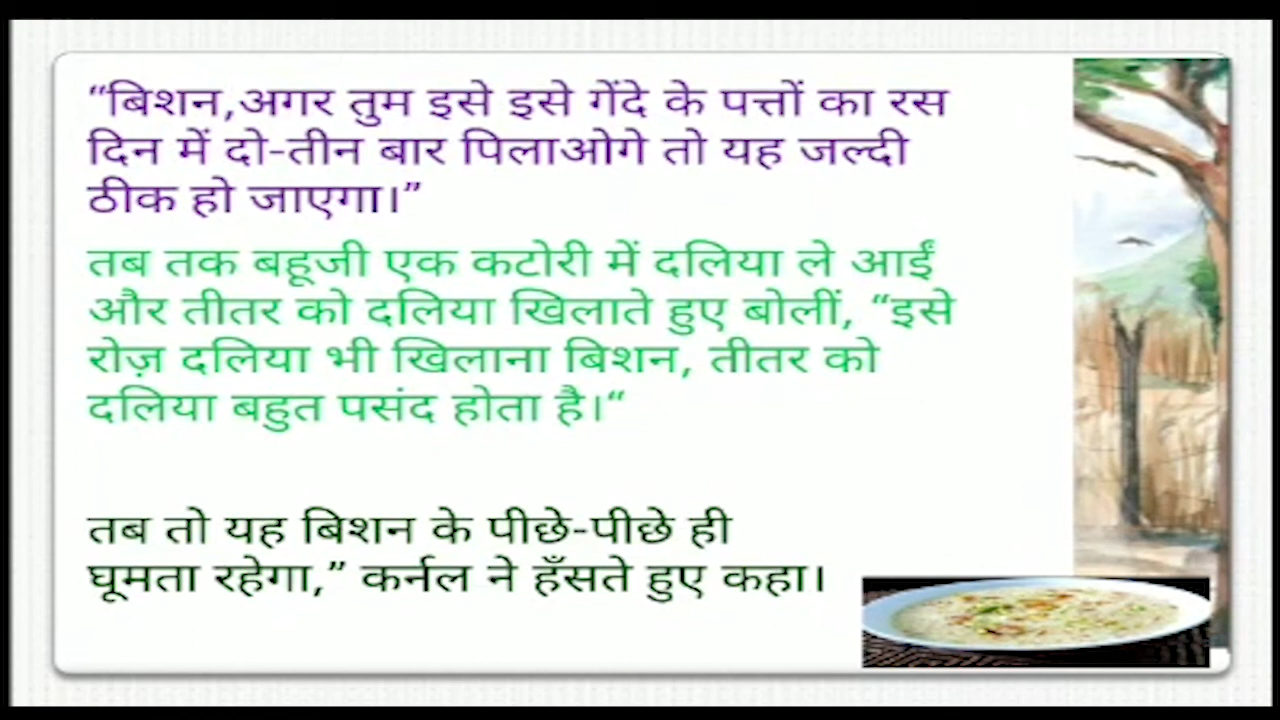 “बिशन,अगर तुम इसे इसे गेंदे के पत्तों का रस
दिन में दो-तीन बार पिलाओगे तो यह जल्दी
ठीक हो जाएगा।”
तब तक बहूजी एक कटोरी में दलिया ले आईं
और तीतर को दलिया खिलाते हुए बोलीं, “इसे
रोज़ दलिया भी खिलाना बिशन, तीतर को
दलिया बहुत पसंद होता है।“
तब तो यह बिशन के पीछे-पीछे ही
घूमता रहेगा,” कर्नल ने हँसते हुए कहा।